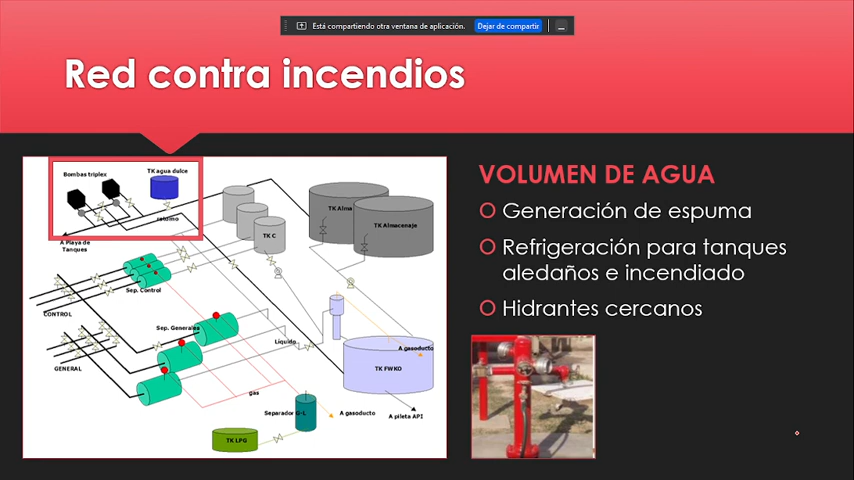 Está compartiendo otra ventana de aplicación.
Dejar de compartir
Red contra incendios
Bombas triplex
TK agua dulce
retorno
A Playa de
Tanques
TK C
TK Alma
TK Almacenaje
Sep. Control
CONTROL
Sep. Generales
Líquido
A gasoducto
GENERAL
TK FWKO
gas
Separador G-L
A gasoducto
A pileta API
TK LPG
VOLUMEN DE AGUA
Generación de espuma
Refrigeración para tanques
aledaños e incendiado
Hidrantes cercanos